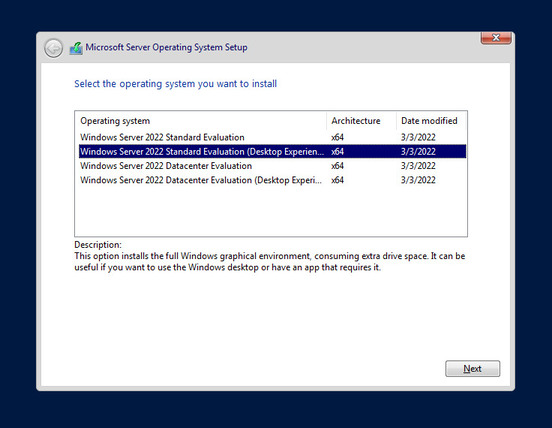 Microsoft Server Operating System Setup
Select the operating system you want to install
Operating system Architecture Date modified
Windows Server 2022 Standard Evaluation x64 3/3/2022
Windows Server 2022 Standard Evaluation (Desktop Experien... x64 3/3/2022
Windows Server 2022 Datacenter Evaluation x64 3/3/2022
Windows Server 2022 Datacenter Evaluation (Desktop Experi... x64 3/3/2022
Description:
This option installs the full Windows graphical environment, consuming extra drive space. It can be
useful if you want to use the Windows desktop or have an app that requires it.
Next